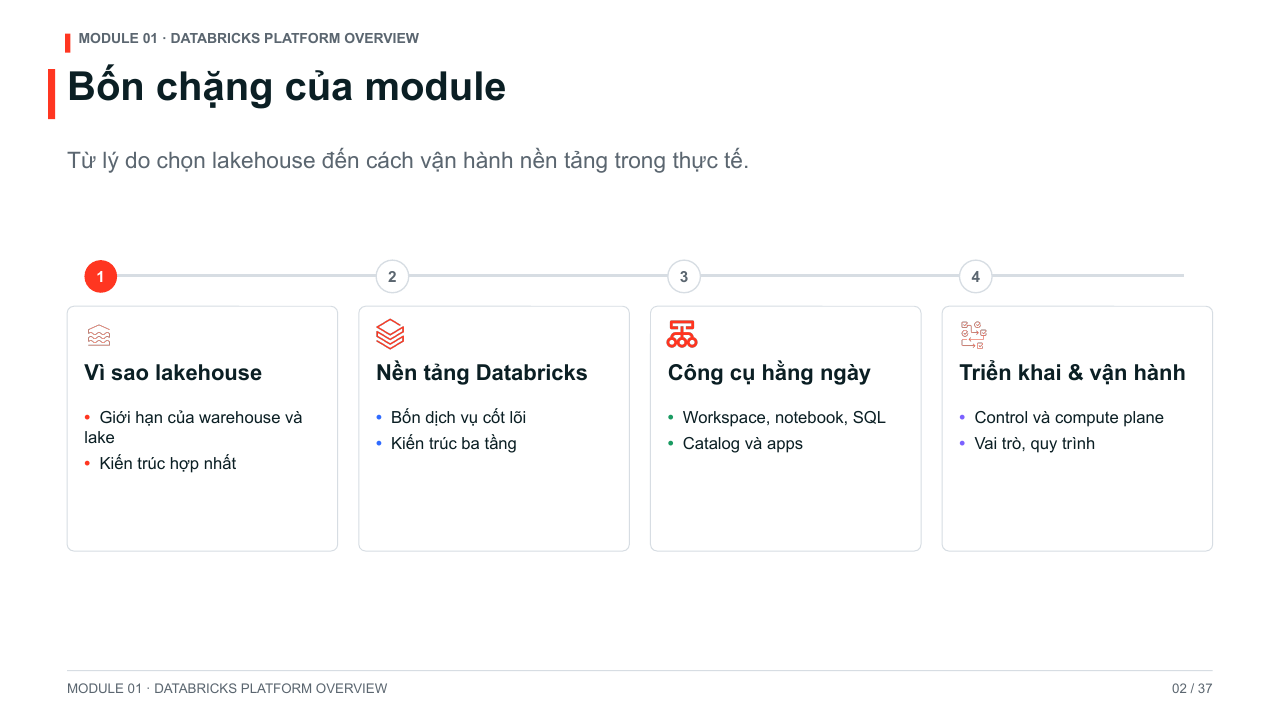 MODULE 01 · DATABRICKS PLATFORM OVERVIEW
Bốn chặng của module
Từ lý do chọn lakehouse đến cách vận hành nền tảng trong thực tế.
1
2
3
4
Vì sao lakehouse
• Giới hạn của warehouse và
lake
• Kiến trúc hợp nhất
Nền tảng Databricks
• Bốn dịch vụ cốt lõi
• Kiến trúc ba tầng
Công cụ hằng ngày
• Workspace, notebook, SQL
• Catalog và apps
Triển khai & vận hành
• Control và compute plane
• Vai trò, quy trình
MODULE 01 · DATABRICKS PLATFORM OVERVIEW
02 / 37